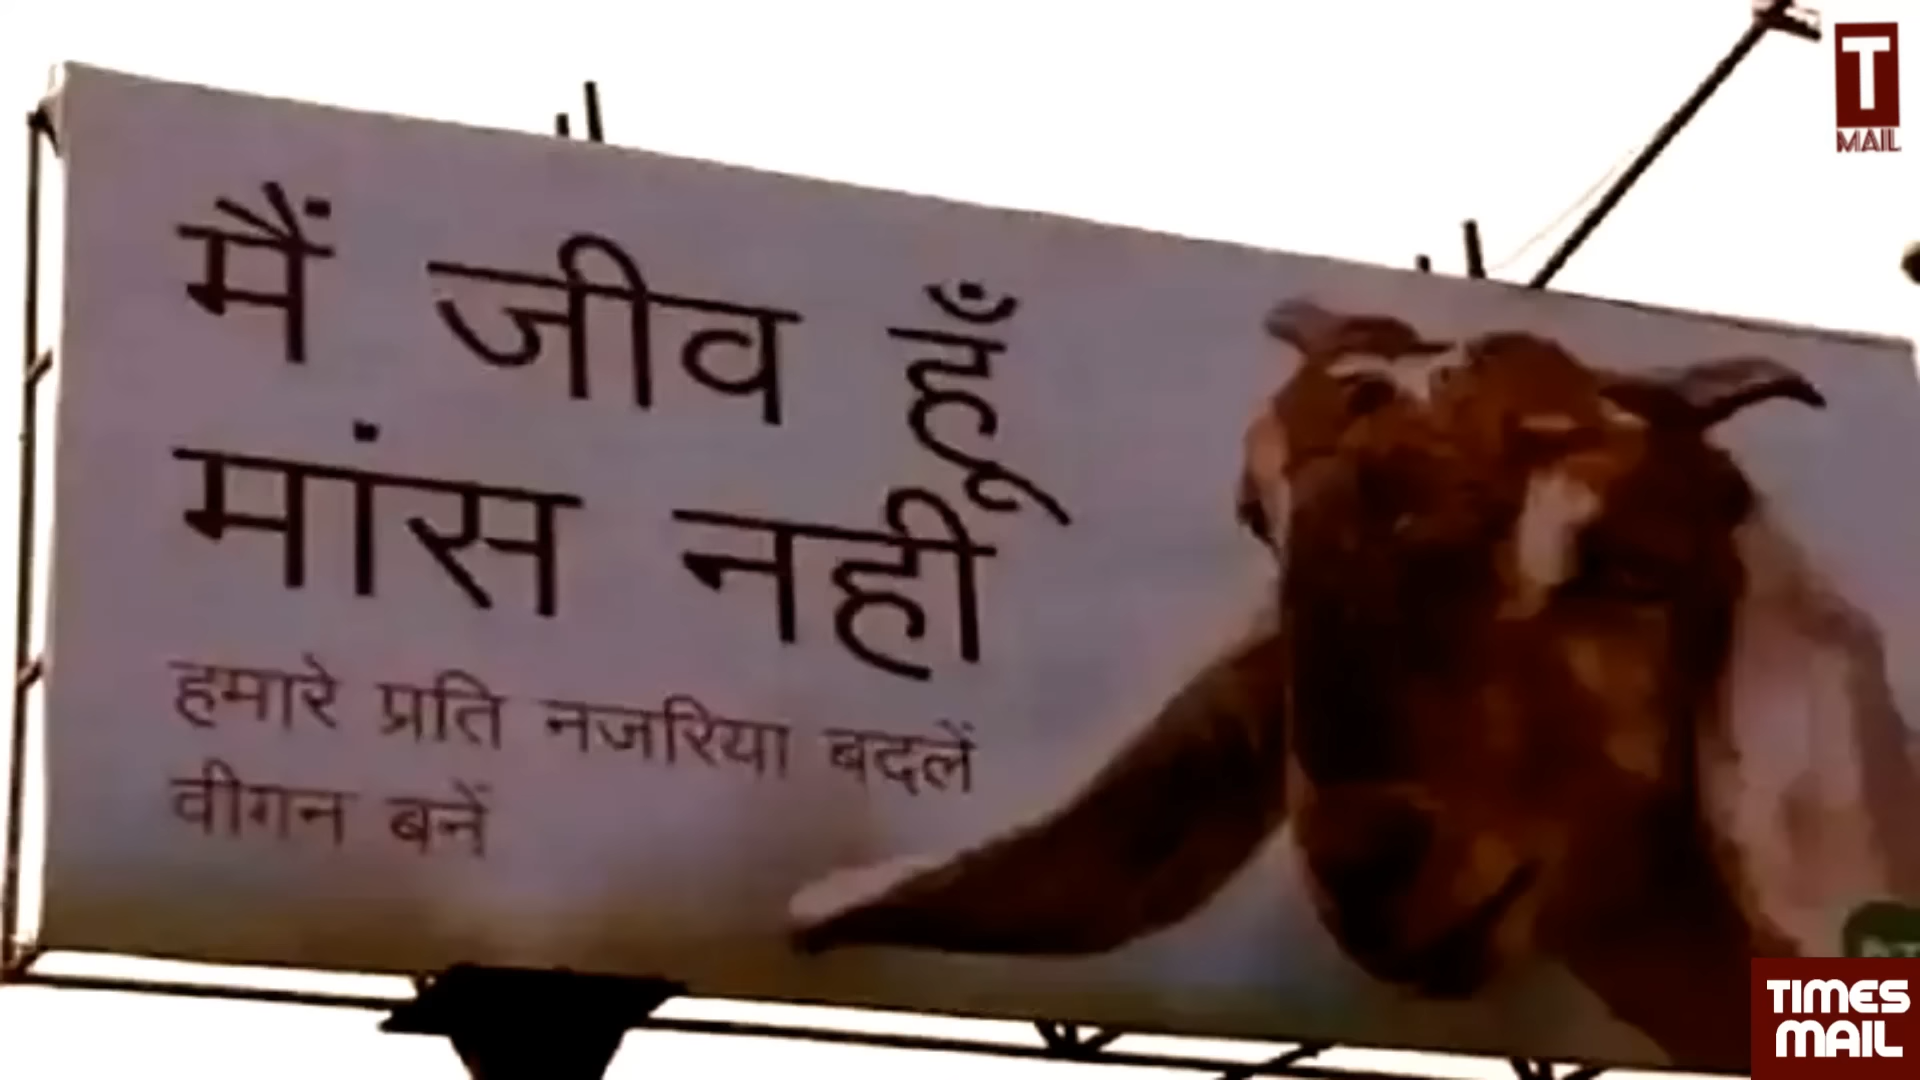 T
MAIL
मैं जीव हूँ
मांस नहीं
हमारे प्रति नजरिया बदलें
वीगन बनें
TIMES
MAIL